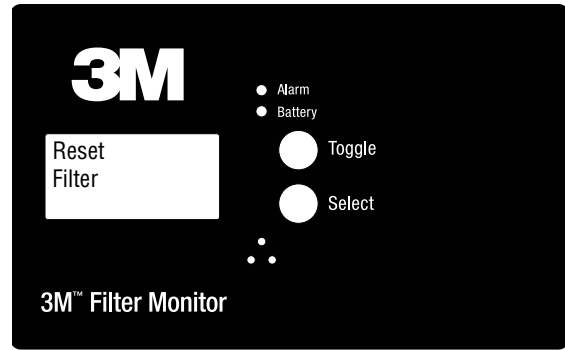 3M
Alarm
Battery
Reset
Filter
Toggle
Select
3M™ Filter Monitor